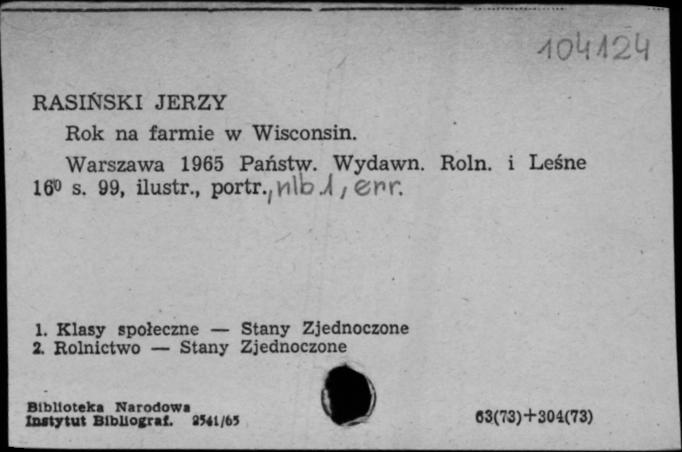 104124
RASIŃSKI JERZY
Rok na farmie w Wisconsin.
Warszawa 1965 Państw. Wydawn. Roln. i Leśne
16⁰ s. 99, ilustr., portr., nlb.1, err.
1. Klasy społeczne — Stany Zjednoczone
2. Rolnictwo — Stany Zjednoczone
Biblioteka Narodowa
Instytut Bibliograf. 2541/65
63(73)+304(73)